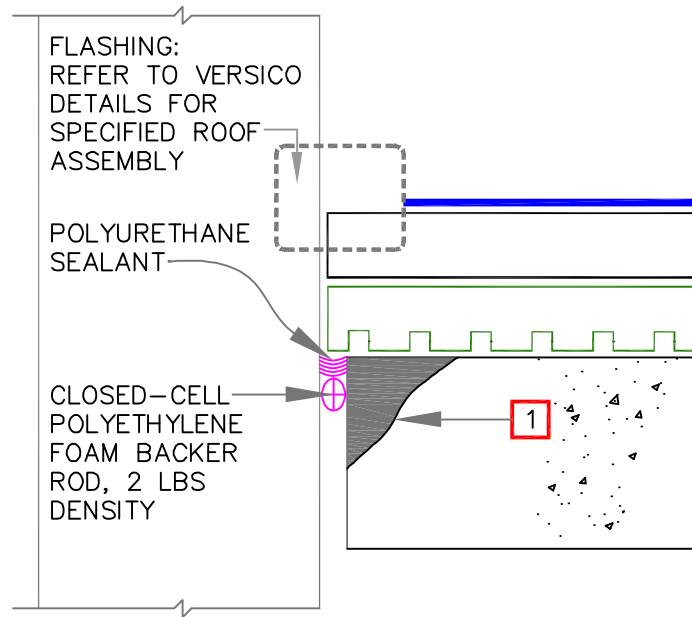 FLASHING:
REFER TO VERSICO
DETAILS FOR
SPECIFIED ROOF
ASSEMBLY
POLYURETHANE
SEALANT
CLOSED-CELL
POLYETHYLENE
FOAM BACKER
ROD, 2 LBS
DENSITY
1